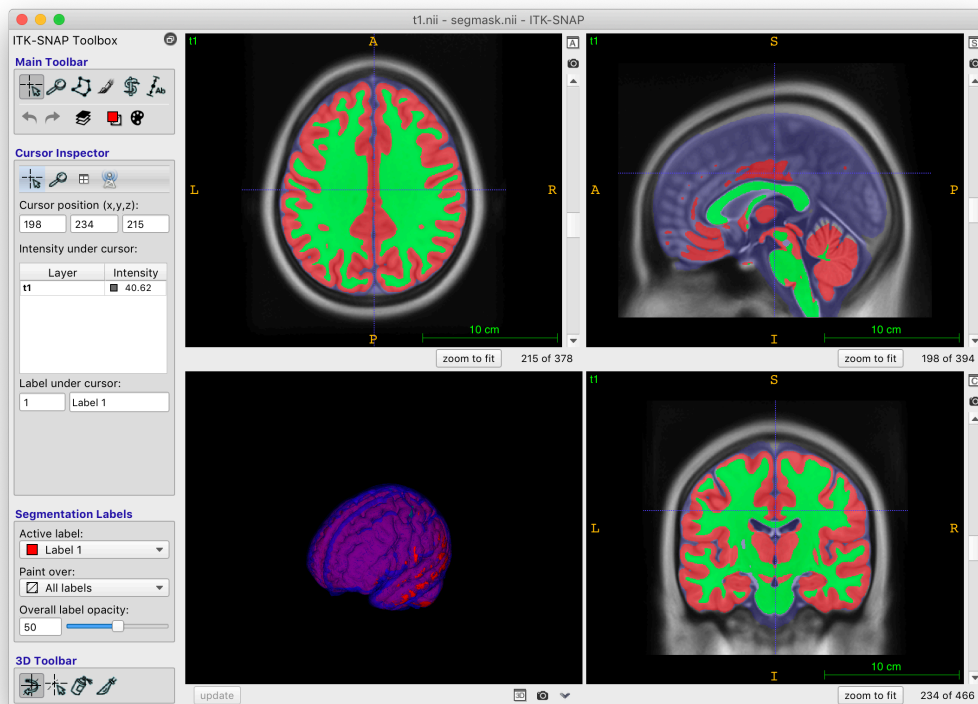 t1.nii - segmask.nii - ITK-SNAP
ITK-SNAP Toolbox
Main Toolbar
Ab
Cursor Inspector
Cursor position (x,y,z):
198 234 215
Intensity under cursor:
Layer Intensity
t1 40.62
Label under cursor:
1 Label 1
Segmentation Labels
Active label:
Label 1
Paint over:
All labels
Overall label opacity:
50
3D Toolbar
t1
A
A
L
R
P
10 cm
zoom to fit 215 of 378
t1
S
S
A
P
I
10 cm
zoom to fit 198 of 394
update
3D
t1
S
C
L
R
I
10 cm
zoom to fit 234 of 466